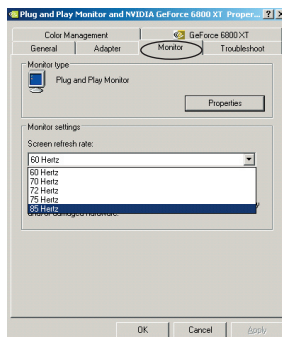 Plug and Play Monitor and NVIDIA GeForce 6800 XT Proper... ? X
Color Management GeForce 6800 XT
General Adapter Monitor Troubleshoot
Monitor type
Plug and Play Monitor
Properties
Monitor settings
Screen refresh rate:
60 Hertz
60 Hertz
70 Hertz
72 Hertz
75 Hertz
85 Hertz
and/or damaged hardware.
OK Cancel Apply